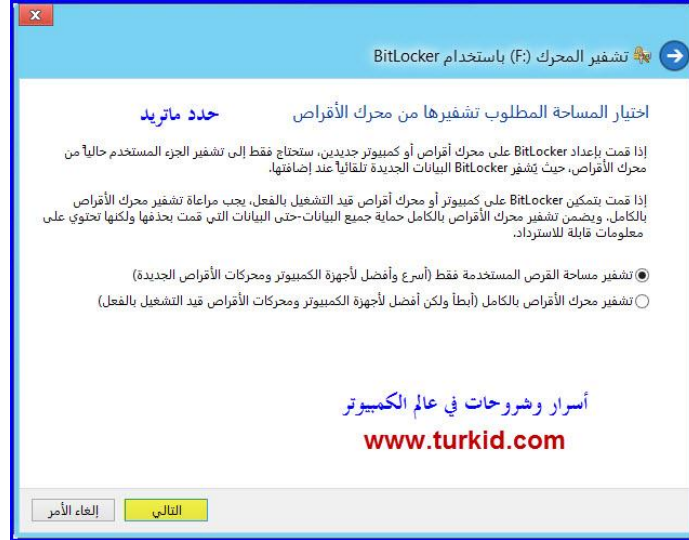 x
تشفير المحرك (F:) باستخدام BitLocker
اختيار المساحة المطلوب تشفيرها من محرك الأقراص
حدد ماتريد
إذا قمت بإعداد BitLocker على محرك أقراص أو كمبيوتر جديدين، ستحتاج فقط إلى تشفير الجزء المستخدم حالياً من
محرك الأقراص، حيث يُشفِر BitLocker البيانات الجديدة تلقائياً عند إضافتها.
إذا قمت بتمكين BitLocker على كمبيوتر أو محرك أقراص قيد التشغيل بالفعل، يجب مراعاة تشفير محرك الأقراص
بالكامل. ويضمن تشفير محرك الأقراص بالكامل حماية جميع البيانات-حتى البيانات التي قمت بحذفها ولكنها تحتوي على
معلومات قابلة للاسترداد.
تشفير مساحة القرص المستخدمة فقط (أسرع وأفضل لأجهزة الكمبيوتر ومحركات الأقراص الجديدة)
تشفير محرك الأقراص بالكامل (أبطأ ولكن أفضل لأجهزة الكمبيوتر ومحركات الأقراص قيد التشغيل بالفعل)
أسرار وشروحات في عالم الكمبيوتر
www.turkid.com
التالي
إلغاء الأمر